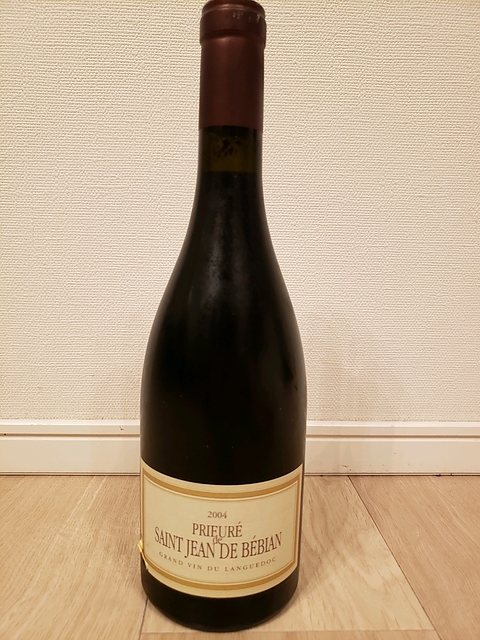 2004
PRIEURÉ
de
SAINT JEAN DE BÉBIAN
GRAND VIN DU LANGUEDOC